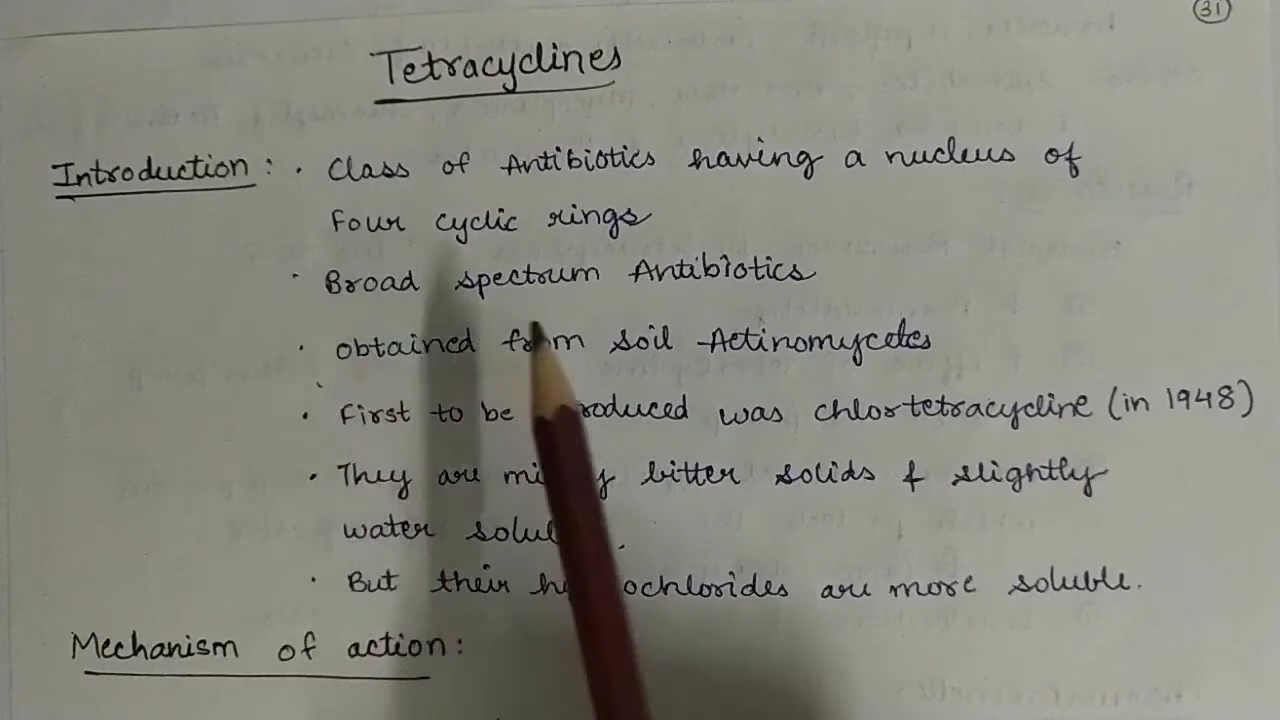 31
Tetracyclines
Introduction: • Class of Antibiotics having a nucleus of
Four cyclic rings
• Broad spectrum Antibiotics
• obtained from soil Actinomycetes
• First to be was chlortetracycline (in 1948)
• They are bitter solids & slightly
water
• But their are more soluble.
Mechanism of action: